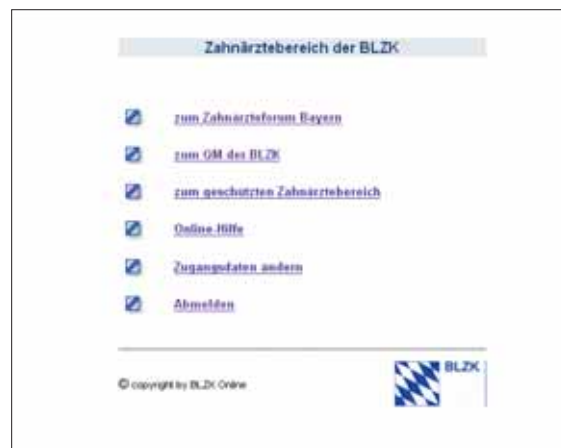 Zahnärztebereich der BLZK
zum Zahnärzteforum Bayern
zum QM der BLZK
zum geschützten Zahnärztebereich
Online-Hilfe
Zugangsdaten ändern
Abmelden
© copyright by BLZK Online
BLZK